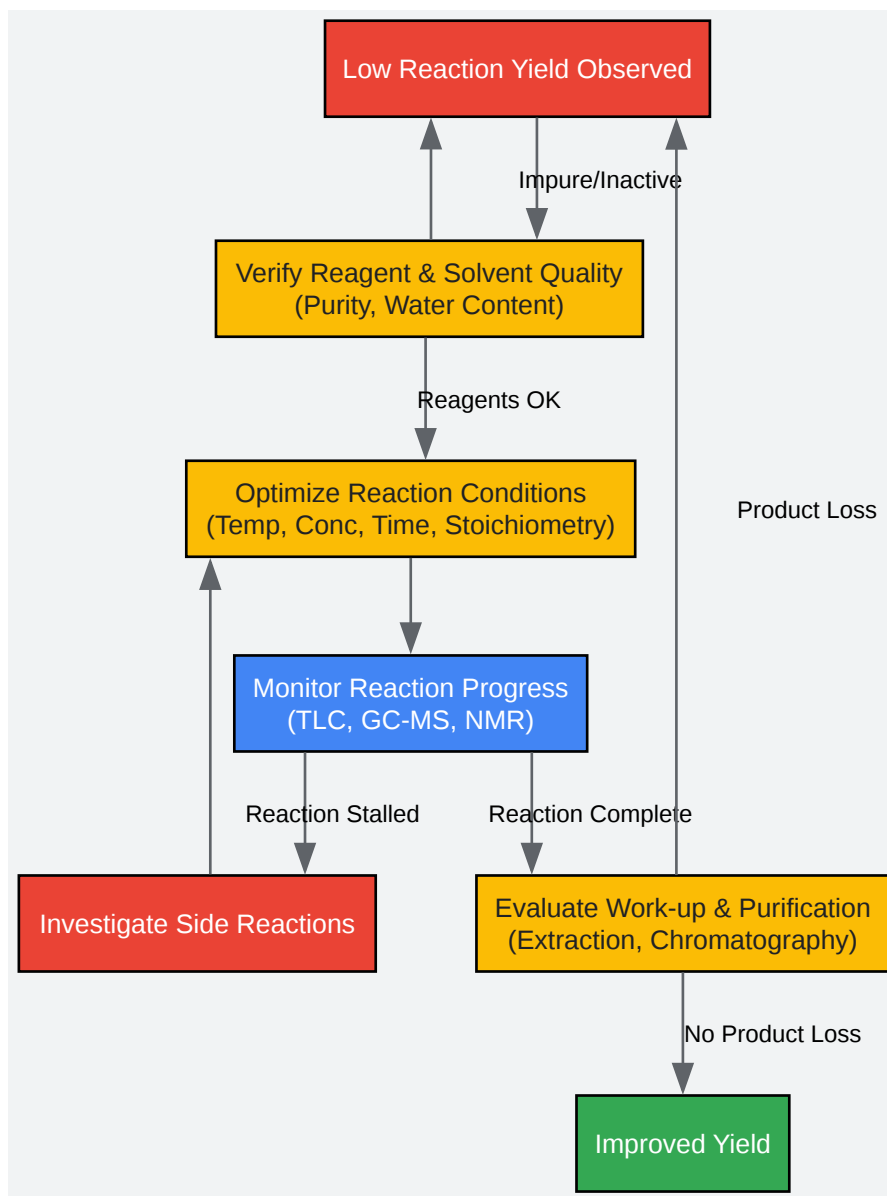 Low Reaction Yield Observed
Impure/Inactive
Verify Reagent & Solvent Quality
(Purity, Water Content)
Reagents OK
Optimize Reaction Conditions
(Temp, Conc, Time, Stoichiometry)
Product Loss
Monitor Reaction Progress
(TLC, GC-MS, NMR)
Reaction Stalled
Reaction Complete
Investigate Side Reactions
Evaluate Work-up & Purification
(Extraction, Chromatography)
No Product Loss
Improved Yield